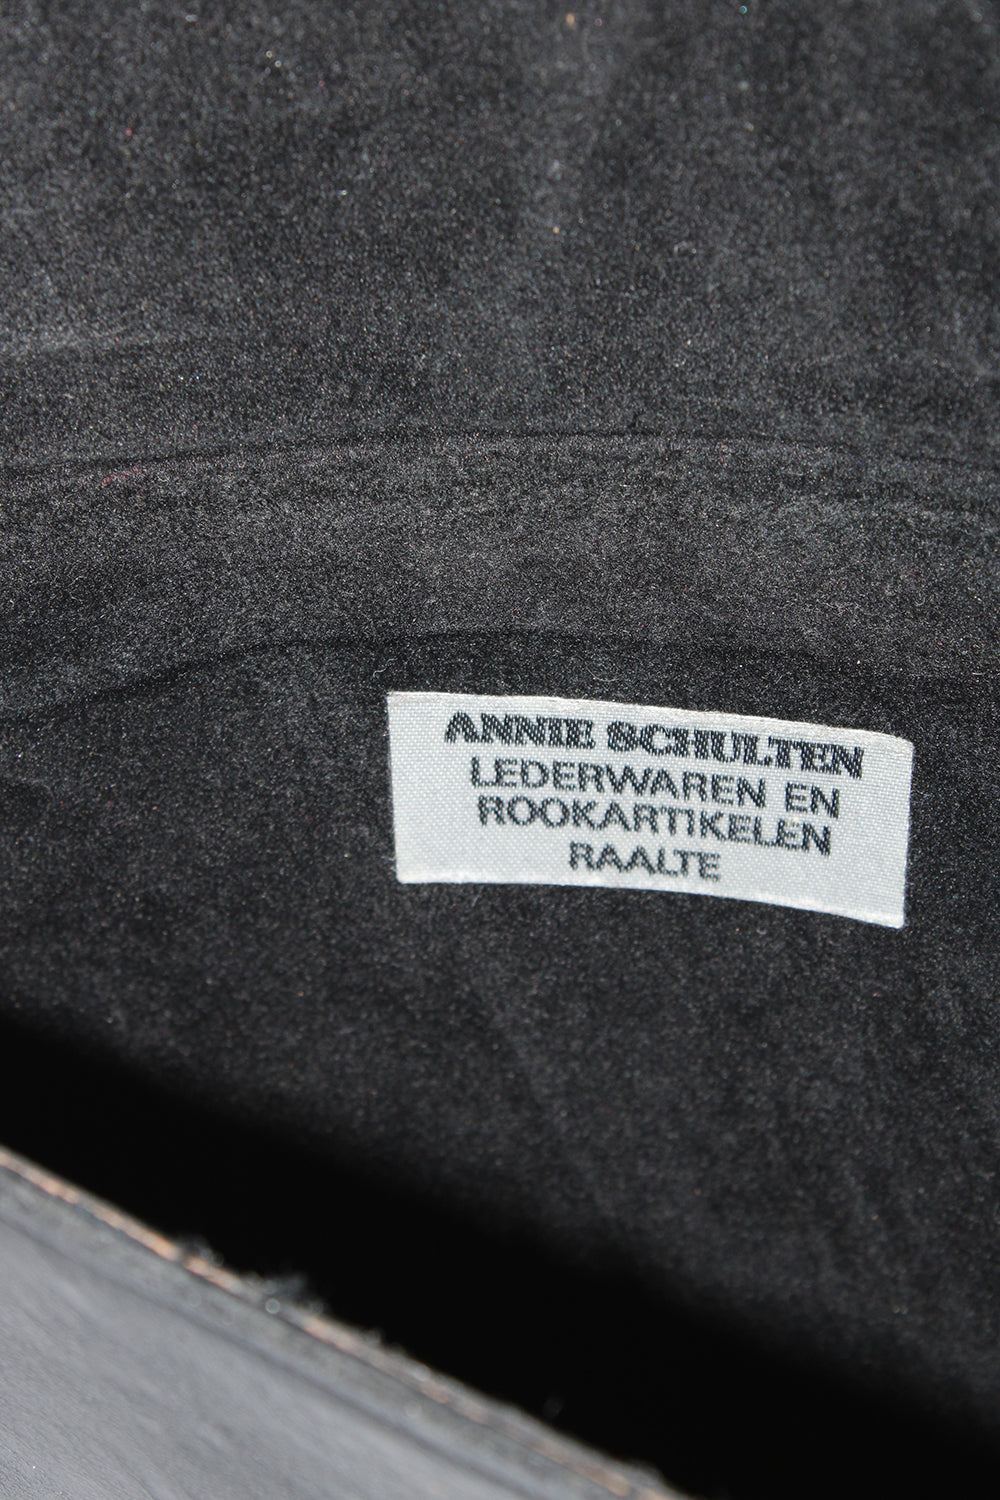 ANNIE SCHULTEN
LEDERWAREN EN
ROOKARTIKELEN
RAALTE